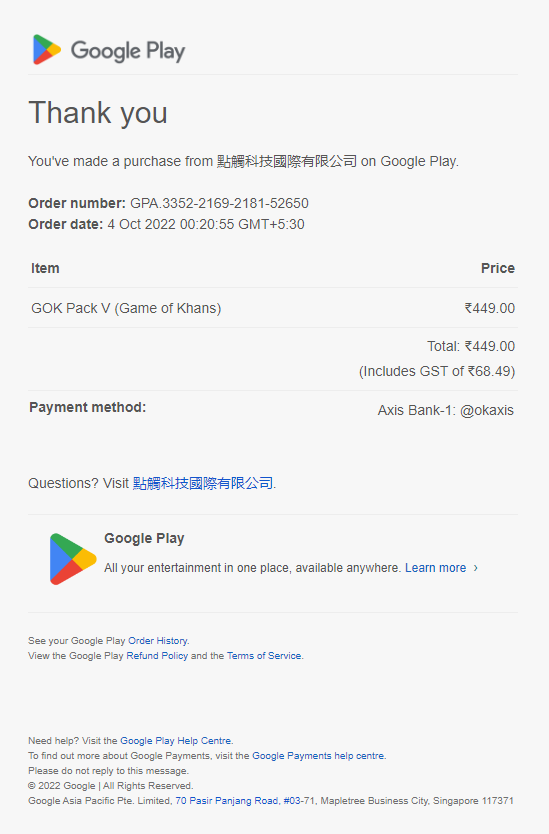 Google Play
Thank you
You've made a purchase from 點觸科技國際有限公司 on Google Play.
Order number: GPA.3352-2169-2181-52650
Order date: 4 Oct 2022 00:20:55 GMT+5:30
Item Price
GOK Pack V (Game of Khans) ₹449.00
Total: ₹449.00
(Includes GST of ₹68.49)
Payment method: Axis Bank-1: @okaxis
Questions? Visit 點觸科技國際有限公司.
Google Play
All your entertainment in one place, available anywhere. Learn more ›
See your Google Play Order History.
View the Google Play Refund Policy and the Terms of Service.
Need help? Visit the Google Play Help Centre.
To find out more about Google Payments, visit the Google Payments help centre.
Please do not reply to this message.
© 2022 Google | All Rights Reserved.
Google Asia Pacific Pte. Limited, 70 Pasir Panjang Road, #03-71, Mapletree Business City, Singapore 117371